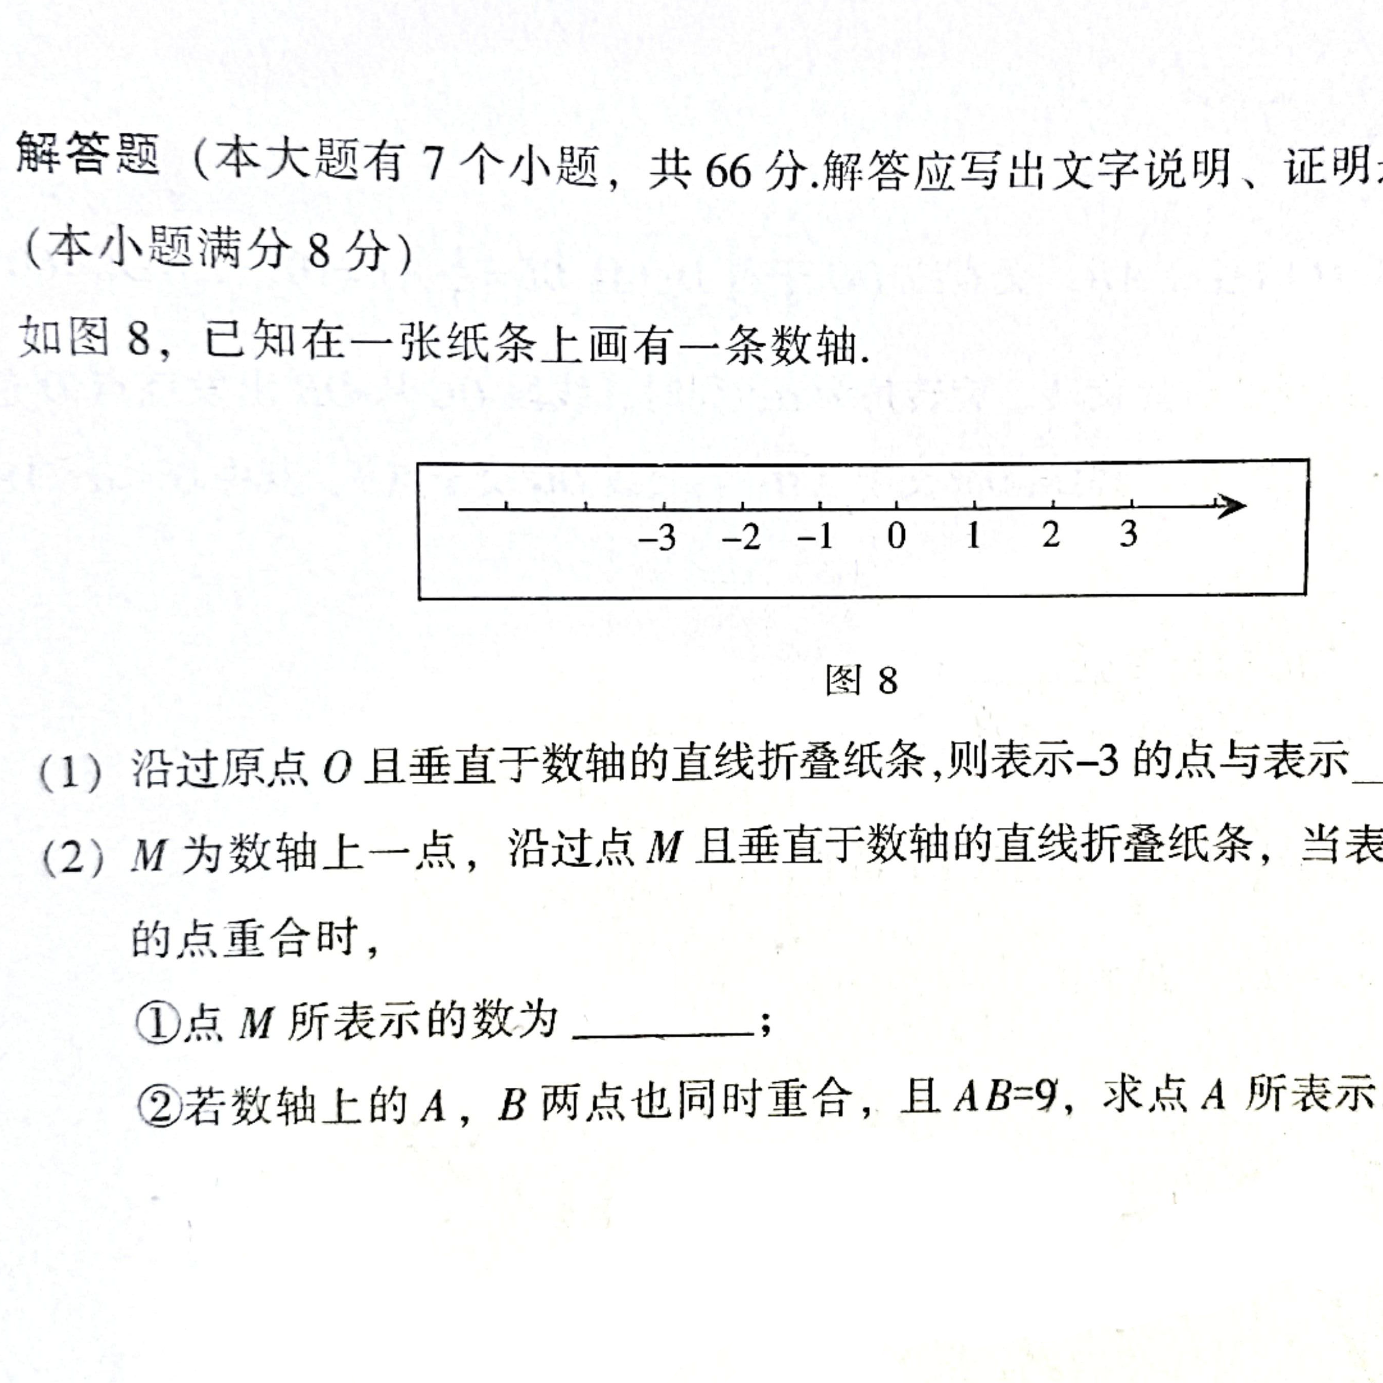 解答题（本大题有 7 个小题，共 66 分.解答应写出文字说明、证明
（本小题满分 8 分）
如图 8，已知在一张纸条上画有一条数轴.
-3 -2 -1 0 1 2 3
图 8
（1）沿过原点 O 且垂直于数轴的直线折叠纸条,则表示-3 的点与表示__
（2）M 为数轴上一点，沿过点 M 且垂直于数轴的直线折叠纸条，当表
的点重合时，
①点 M 所表示的数为 ________；
②若数轴上的 A，B 两点也同时重合，且 AB=9，求点 A 所表示